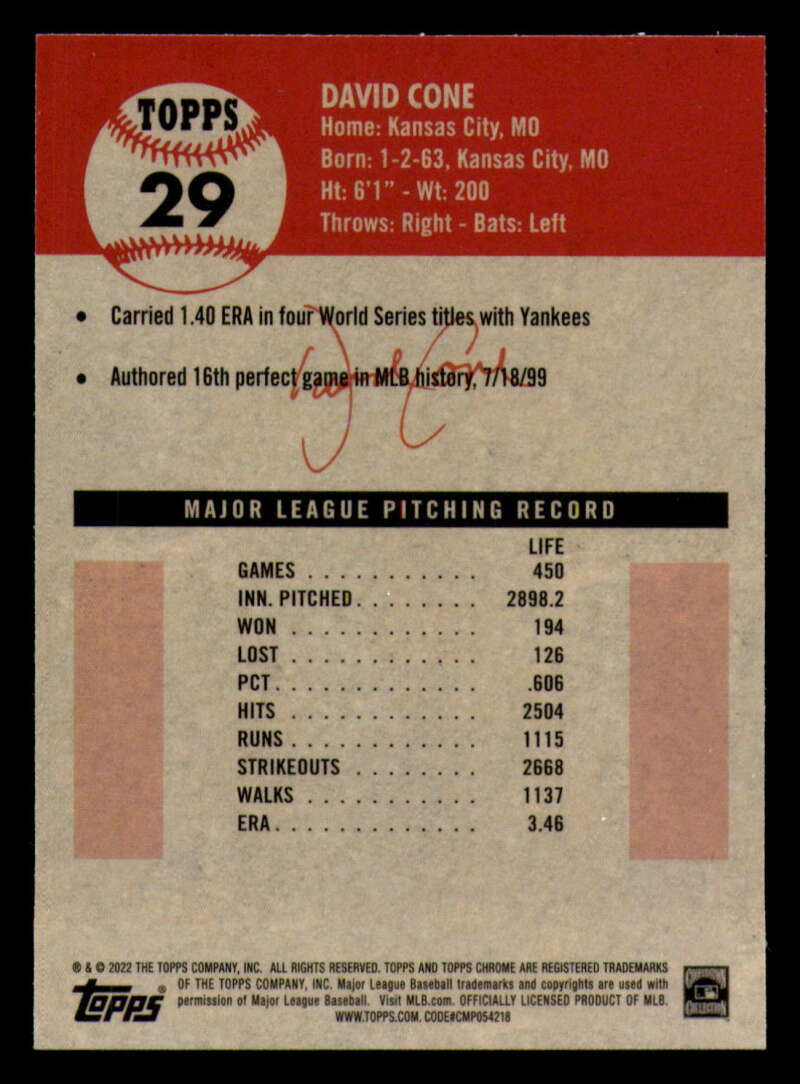 TOPPS
29
DAVID CONE
Home: Kansas City, MO
Born: 1-2-63, Kansas City, MO
Ht: 6'1" - Wt: 200
Throws: Right - Bats: Left
• Carried 1.40 ERA in four World Series titles with Yankees
• Authored 16th perfect game in MLB history, 7/18/99
David Cone
MAJOR LEAGUE PITCHING RECORD
LIFE
GAMES . . . . . . . . . . . 450
INN. PITCHED. . . . . . . . 2898.2
WON . . . . . . . . . . . . 194
LOST . . . . . . . . . . . . 126
PCT. . . . . . . . . . . . . .606
HITS . . . . . . . . . . . . 2504
RUNS . . . . . . . . . . . . 1115
STRIKEOUTS . . . . . . . . 2668
WALKS . . . . . . . . . . . 1137
ERA. . . . . . . . . . . . . 3.46
® & © 2022 THE TOPPS COMPANY, INC. ALL RIGHTS RESERVED. TOPPS AND TOPPS CHROME ARE REGISTERED TRADEMARKS
OF THE TOPPS COMPANY, INC. Major League Baseball trademarks and copyrights are used with
permission of Major League Baseball. Visit MLB.com. OFFICIALLY LICENSED PRODUCT OF MLB.
WWW.TOPPS.COM. CODE#CMP054218
Topps®
COOPERSTOWN
COLLECTION